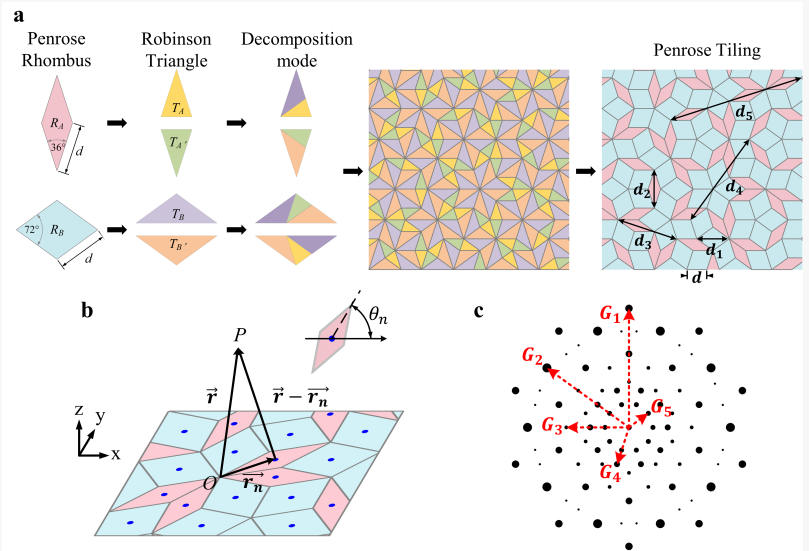 a
Penrose Rhombus
Robinson Triangle
Decomposition mode
Penrose Tiling
R_A
36°
d
T_A
T_A′
R_B
72°
d
T_B
T_B′
d_5
d_4
d_2
d_3
d_1
d
b
θ_n
P
r⃗
r⃗ − r_n⃗
z
y
x
O
r_n⃗
c
G_1
G_2
G_3
G_5
G_4